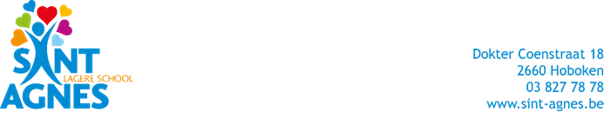 SINT
LAGERE SCHOOL
AGNES
Dokter Coenstraat 18
2660 Hoboken
03 827 78 78
www.sint-agnes.be